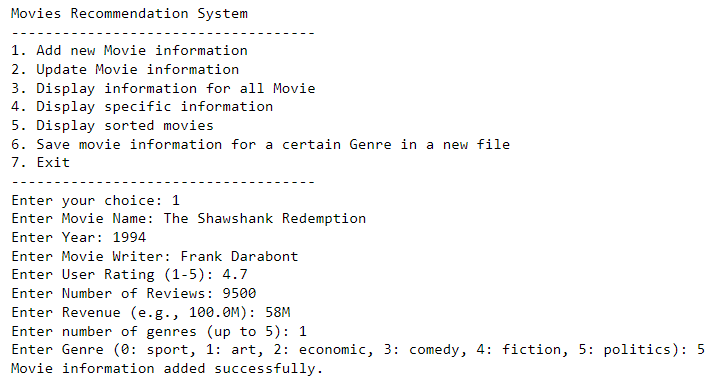 Movies Recommendation System
------------------------------------
1. Add new Movie information
2. Update Movie information
3. Display information for all Movie
4. Display specific information
5. Display sorted movies
6. Save movie information for a certain Genre in a new file
7. Exit
------------------------------------
Enter your choice: 1
Enter Movie Name: The Shawshank Redemption
Enter Year: 1994
Enter Movie Writer: Frank Darabont
Enter User Rating (1-5): 4.7
Enter Number of Reviews: 9500
Enter Revenue (e.g., 100.0M): 58M
Enter number of genres (up to 5): 1
Enter Genre (0: sport, 1: art, 2: economic, 3: comedy, 4: fiction, 5: politics): 5
Movie information added successfully.